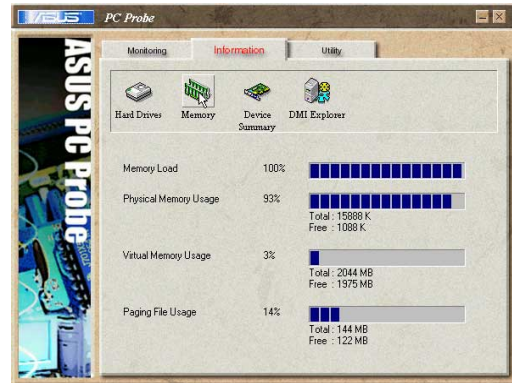 /SUS PC Probe
ASUS PC Probe
Monitoring Information Utility
Hard Drives Memory Device Summary DMI Explorer
Memory Load 100%
Physical Memory Usage 93%
Total : 15888 K
Free : 1088 K
Virtual Memory Usage 3%
Total : 2044 MB
Free : 1975 MB
Paging File Usage 14%
Total : 144 MB
Free : 122 MB